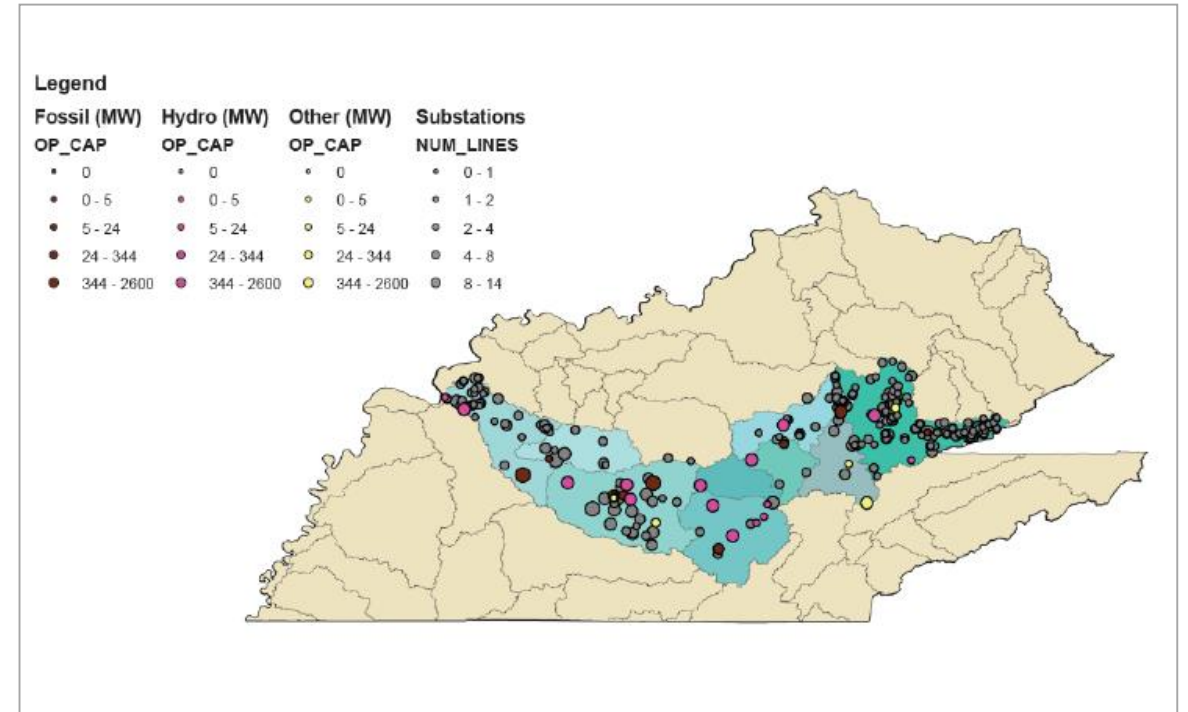 Legend
Fossil (MW) Hydro (MW) Other (MW) Substations
OP_CAP OP_CAP OP_CAP NUM_LINES
0 0 0 0 - 1
0 - 5 0 - 5 0 - 5 1 - 2
5 - 24 5 - 24 5 - 24 2 - 4
24 - 344 24 - 344 24 - 344 4 - 8
344 - 2600 344 - 2600 344 - 2600 8 - 14